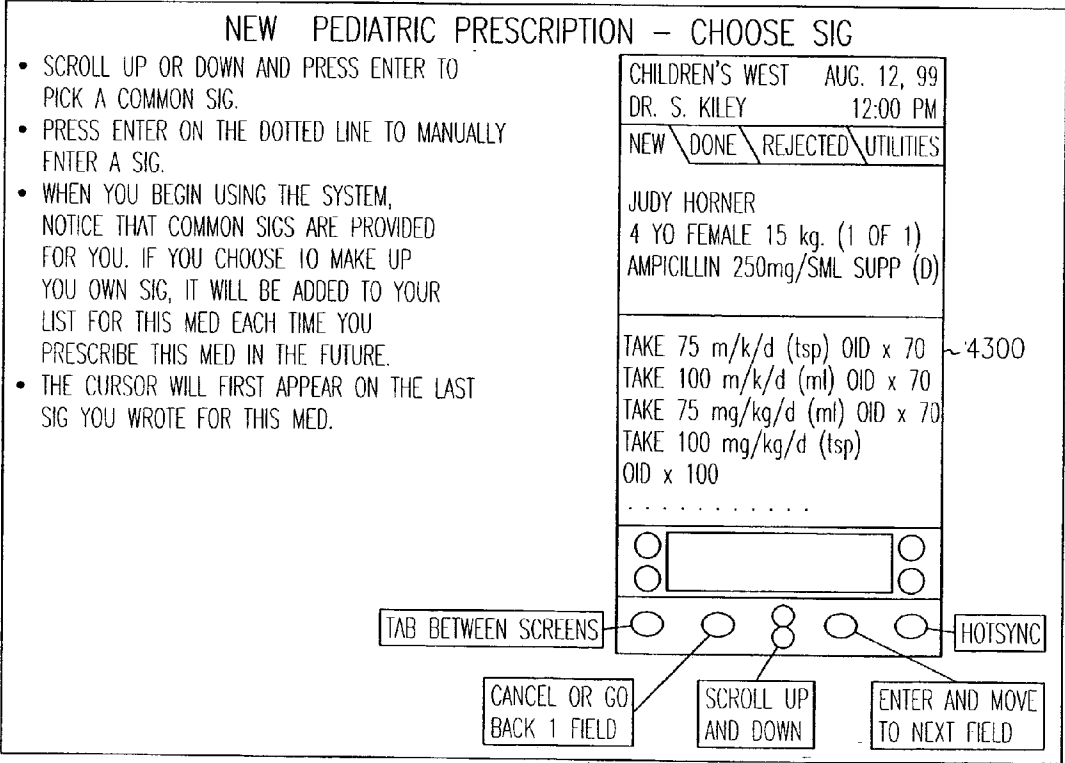 NEW PEDIATRIC PRESCRIPTION – CHOOSE SIG
• SCROLL UP OR DOWN AND PRESS ENTER TO
PICK A COMMON SIG.
• PRESS ENTER ON THE DOTTED LINE TO MANUALLY
ENTER A SIG.
• WHEN YOU BEGIN USING THE SYSTEM,
NOTICE THAT COMMON SIGS ARE PROVIDED
FOR YOU. IF YOU CHOOSE TO MAKE UP
YOU OWN SIG, IT WILL BE ADDED TO YOUR
LIST FOR THIS MED EACH TIME YOU
PRESCRIBE THIS MED IN THE FUTURE.
• THE CURSOR WILL FIRST APPEAR ON THE LAST
SIG YOU WROTE FOR THIS MED.
CHILDREN'S WEST AUG. 12, 99
DR. S. KILEY 12:00 PM
NEW DONE REJECTED UTILITIES
JUDY HORNER
4 YO FEMALE 15 kg. (1 OF 1)
AMPICILLIN 250mg/SML SUPP (D)
TAKE 75 m/k/d (tsp) OID x 70
TAKE 100 m/k/d (ml) OID x 70
TAKE 75 mg/kg/d (ml) OID x 70
TAKE 100 mg/kg/d (tsp)
OID x 100
. . . . . . . . . . .
4300
TAB BETWEEN SCREENS
HOTSYNC
CANCEL OR GO
BACK 1 FIELD
SCROLL UP
AND DOWN
ENTER AND MOVE
TO NEXT FIELD